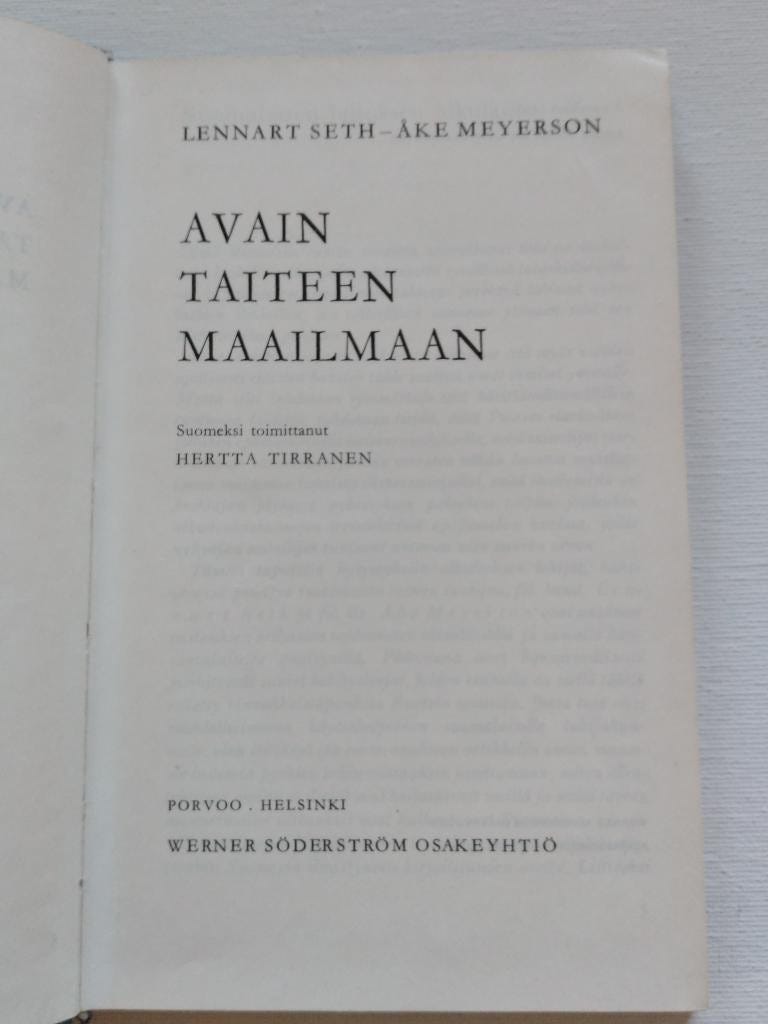 LENNART SETH – ÅKE MEYERSON
AVAIN
TAITEEN
MAAILMAAN
Suomeksi toimittanut
HERTTA TIRRANEN
PORVOO . HELSINKI
WERNER SÖDERSTRÖM OSAKEYHTIÖ